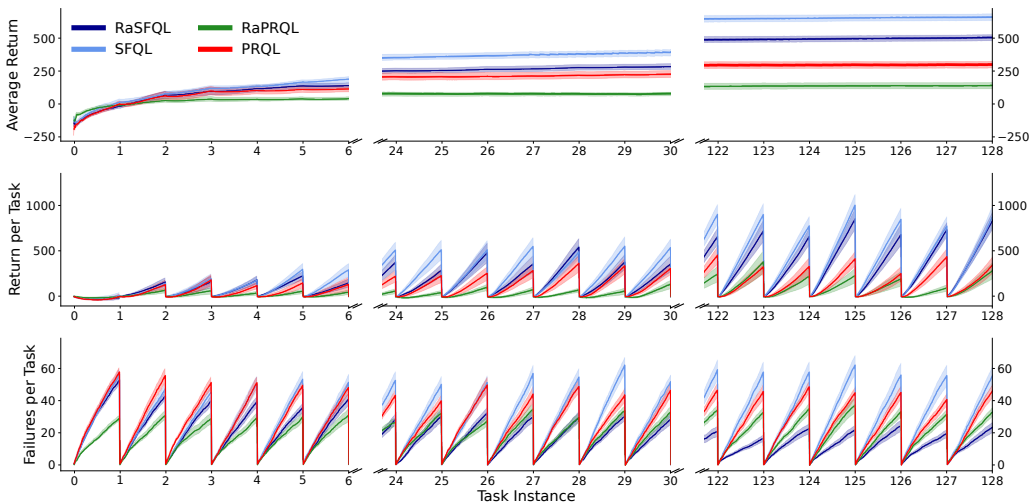 RaSFQL
RaPRQL
SFQL
PRQL
Average Return
500
250
0
−250
500
250
0
−250
0 1 2 3 4 5 6
24 25 26 27 28 29 30
122 123 124 125 126 127 128
Return per Task
1000
500
0
1000
500
0
0 1 2 3 4 5 6
24 25 26 27 28 29 30
122 123 124 125 126 127 128
Failures per Task
60
40
20
0
60
40
20
0
0 1 2 3 4 5 6
24 25 26 27 28 29 30
122 123 124 125 126 127 128
Task Instance